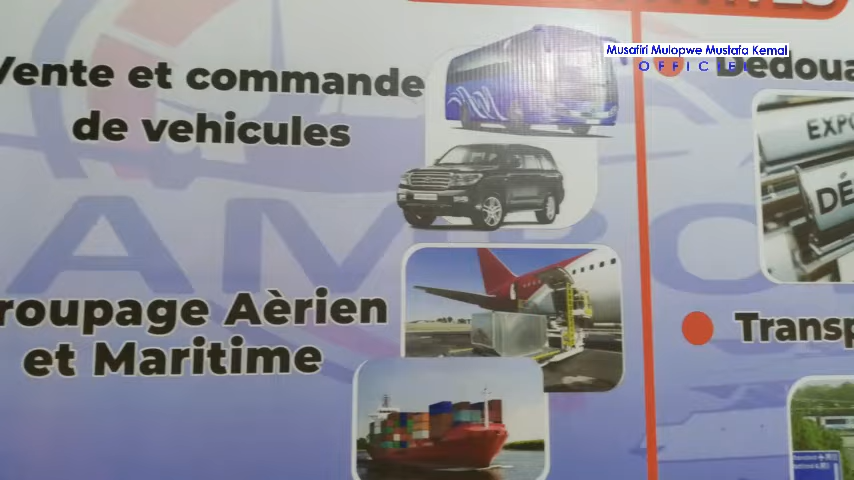 Musafiri Mulopwe Mustafa Kemal
OFFICIEL
Vente et commande
de vehicules
roupage Aèrien
et Maritime
Dedoua
EXPO
DÉ
Transp